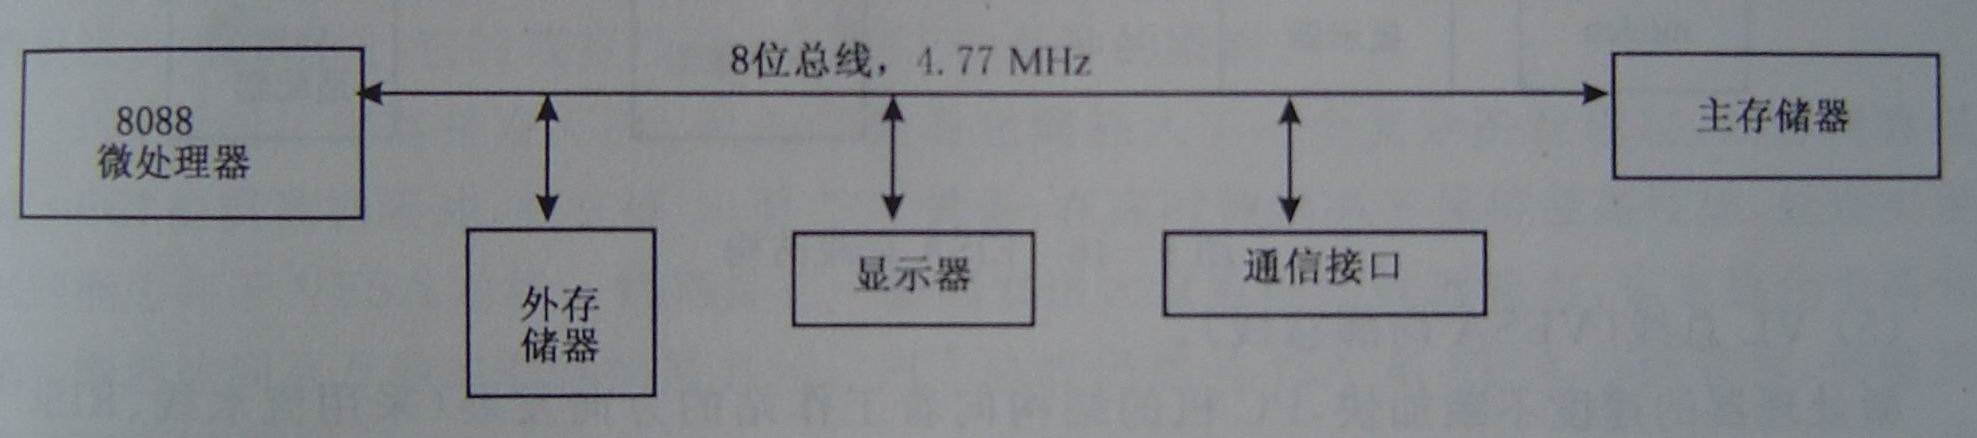 8位总线，4.77 MHz
8088
微处理器
主存储器
外存
储器
显示器
通信接口